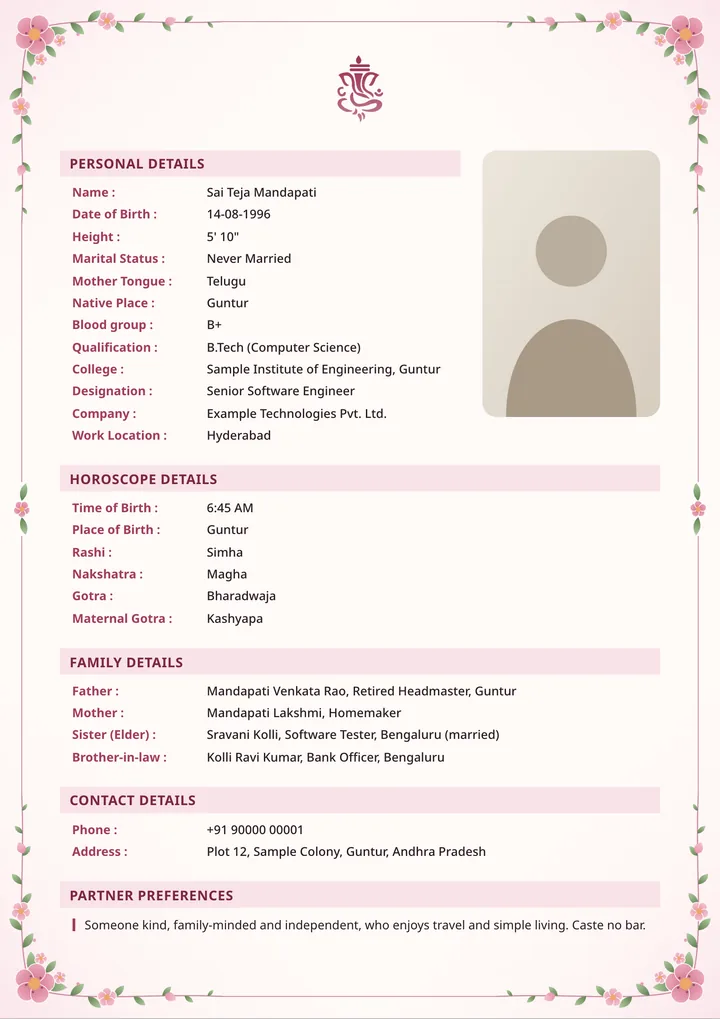 PERSONAL DETAILS
Name : Sai Teja Mandapati
Date of Birth : 14-08-1996
Height : 5' 10"
Marital Status : Never Married
Mother Tongue : Telugu
Native Place : Guntur
Blood group : B+
Qualification : B.Tech (Computer Science)
College : Sample Institute of Engineering, Guntur
Designation : Senior Software Engineer
Company : Example Technologies Pvt. Ltd.
Work Location : Hyderabad
HOROSCOPE DETAILS
Time of Birth : 6:45 AM
Place of Birth : Guntur
Rashi : Simha
Nakshatra : Magha
Gotra : Bharadwaja
Maternal Gotra : Kashyapa
FAMILY DETAILS
Father : Mandapati Venkata Rao, Retired Headmaster, Guntur
Mother : Mandapati Lakshmi, Homemaker
Sister (Elder) : Sravani Kolli, Software Tester, Bengaluru (married)
Brother-in-law : Kolli Ravi Kumar, Bank Officer, Bengaluru
CONTACT DETAILS
Phone : +91 90000 00001
Address : Plot 12, Sample Colony, Guntur, Andhra Pradesh
PARTNER PREFERENCES
Someone kind, family-minded and independent, who enjoys travel and simple living. Caste no bar.